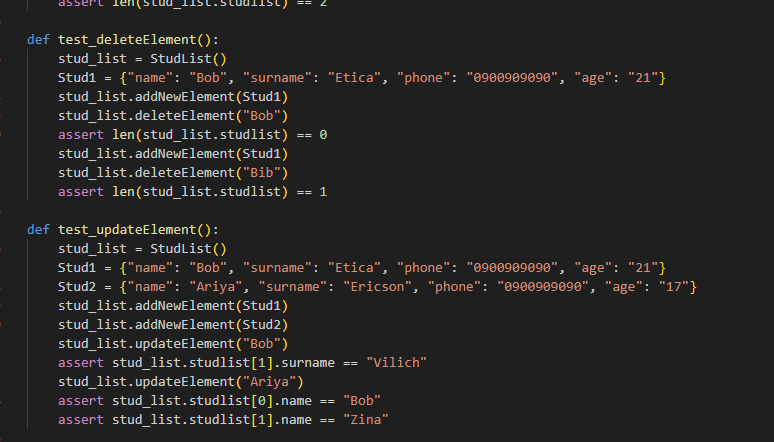 assert len(stud_list.studlist) == 2
def test_deleteElement():
stud_list = StudList()
Stud1 = {"name": "Bob", "surname": "Etica", "phone": "0900909090", "age": "21"}
stud_list.addNewElement(Stud1)
stud_list.deleteElement("Bob")
assert len(stud_list.studlist) == 0
stud_list.addNewElement(Stud1)
stud_list.deleteElement("Bib")
assert len(stud_list.studlist) == 1
def test_updateElement():
stud_list = StudList()
Stud1 = {"name": "Bob", "surname": "Etica", "phone": "0900909090", "age": "21"}
Stud2 = {"name": "Ariya", "surname": "Ericson", "phone": "0900909090", "age": "17"}
stud_list.addNewElement(Stud1)
stud_list.addNewElement(Stud2)
stud_list.updateElement("Bob")
assert stud_list.studlist[1].surname == "Vilich"
stud_list.updateElement("Ariya")
assert stud_list.studlist[0].name == "Bob"
assert stud_list.studlist[1].name == "Zina"